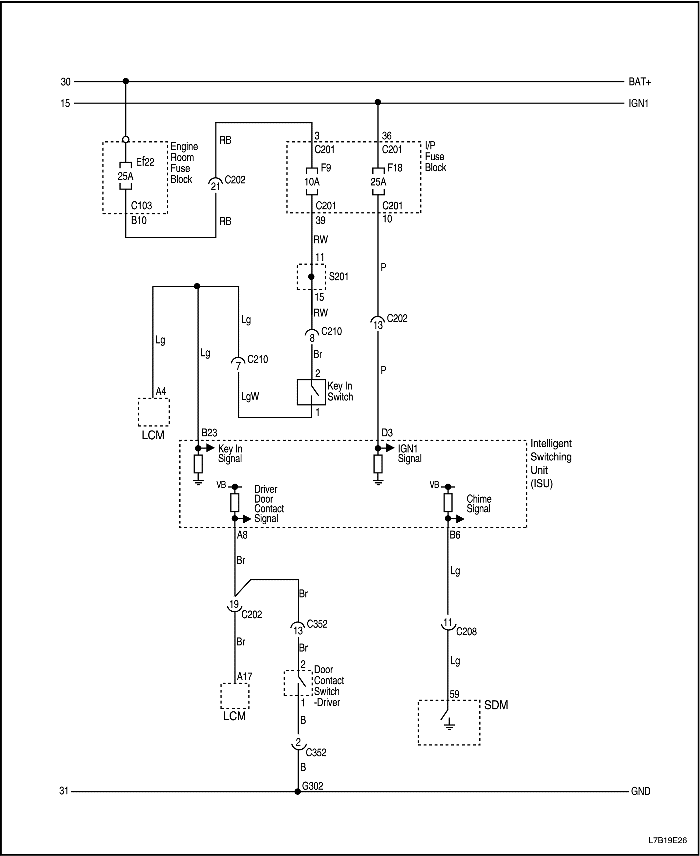 30 BAT+
15 IGN1
Engine
Room
Fuse
Block
Ef22
25A
C103
B10
RB
C202
21
RB
3
C201
F9
10A
C201
39
36
C201
F18
25A
C201
10
I/P
Fuse
Block
RW
11
S201
15
RW
C210
8
Br
2
Key In
Switch
1
P
C202
13
P
Lg
Lg
Lg
C210
7
LgW
A4
LCM
B23
Key In
Signal
D3
IGN1
Signal
Intelligent
Switching
Unit
(ISU)
VB
Driver
Door
Contact
Signal
VB
Chime
Signal
A8
B6
Br
Lg
19
C202
Br
A17
LCM
Br
C352
13
Br
2
Door
Contact
Switch
-Driver
1
B
2
C352
B
G302
11
C208
Lg
59
SDM
31 GND
L7B19E26